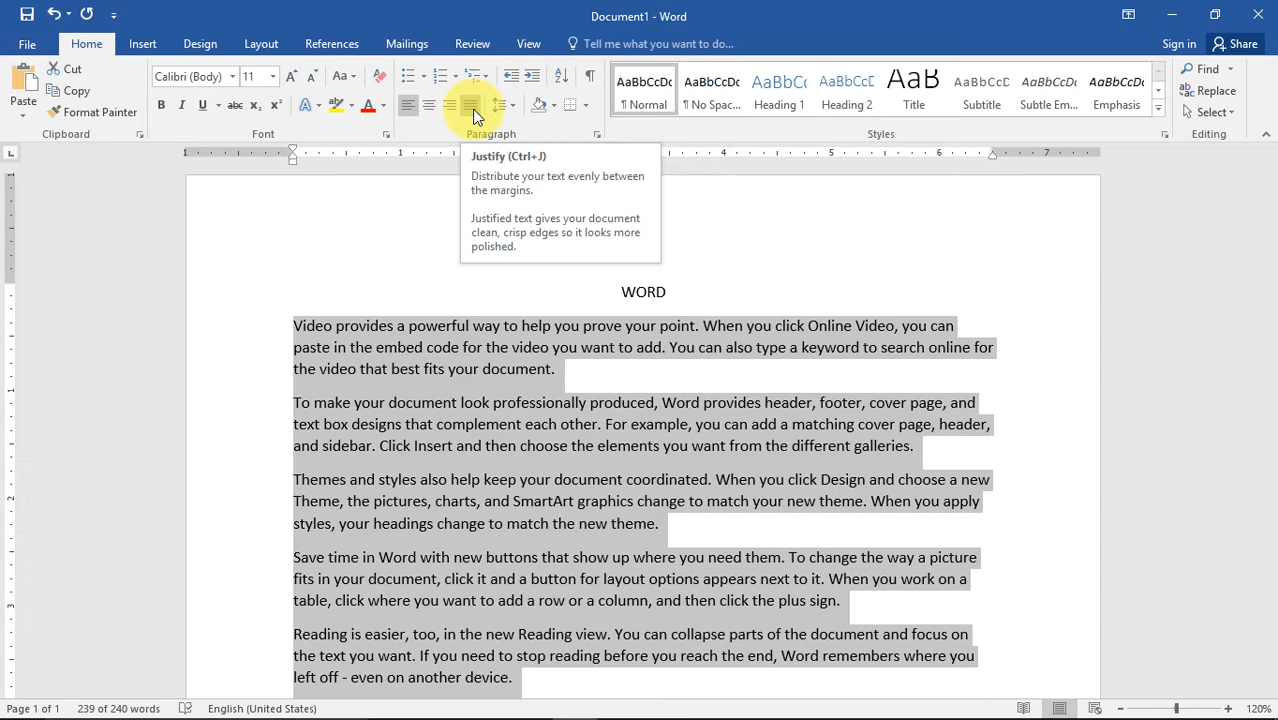 Document1 - Word
File Home Insert Design Layout References Mailings Review View Tell me what you want to do... Sign in Share
Paste
Cut
Copy
Format Painter
Clipboard
Calibri (Body) 11 A A Aa
B I U abc X₂ X² A A
Font
Paragraph
AaBbCcDc AaBbCcDc AaBbCc AaBbCcD AaB AaBbCcD AaBbCcDc AaBbCcDc
¶ Normal ¶ No Spac... Heading 1 Heading 2 Title Subtitle Subtle Em... Emphasis
Styles
Find
Replace
Select
Editing
L 1 1 7
Justify (Ctrl+J)
Distribute your text evenly between
the margins.
Justified text gives your document
clean, crisp edges so it looks more
polished.
WORD
Video provides a powerful way to help you prove your point. When you click Online Video, you can
paste in the embed code for the video you want to add. You can also type a keyword to search online for
the video that best fits your document.
To make your document look professionally produced, Word provides header, footer, cover page, and
text box designs that complement each other. For example, you can add a matching cover page, header,
and sidebar. Click Insert and then choose the elements you want from the different galleries.
Themes and styles also help keep your document coordinated. When you click Design and choose a new
Theme, the pictures, charts, and SmartArt graphics change to match your new theme. When you apply
styles, your headings change to match the new theme.
Save time in Word with new buttons that show up where you need them. To change the way a picture
fits in your document, click it and a button for layout options appears next to it. When you work on a
table, click where you want to add a row or a column, and then click the plus sign.
Reading is easier, too, in the new Reading view. You can collapse parts of the document and focus on
the text you want. If you need to stop reading before you reach the end, Word remembers where you
left off - even on another device.
Page 1 of 1 239 of 240 words English (United States) 120%